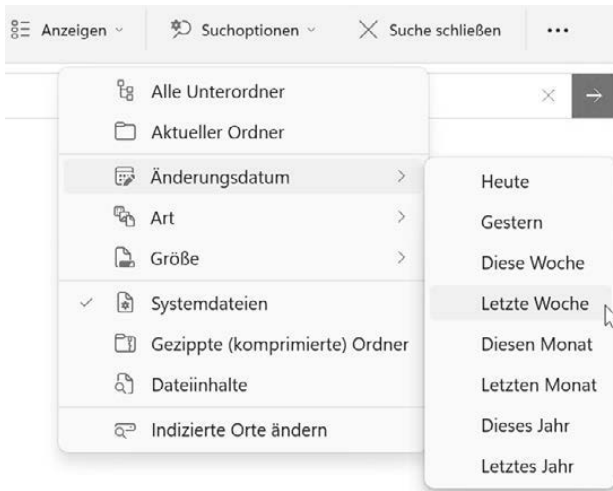 Anzeigen
Suchoptionen
Suche schließen
Alle Unterordner
Aktueller Ordner
Änderungsdatum
Art
Größe
Systemdateien
Gezippte (komprimierte) Ordner
Dateiinhalte
Indizierte Orte ändern
Heute
Gestern
Diese Woche
Letzte Woche
Diesen Monat
Letzten Monat
Dieses Jahr
Letztes Jahr